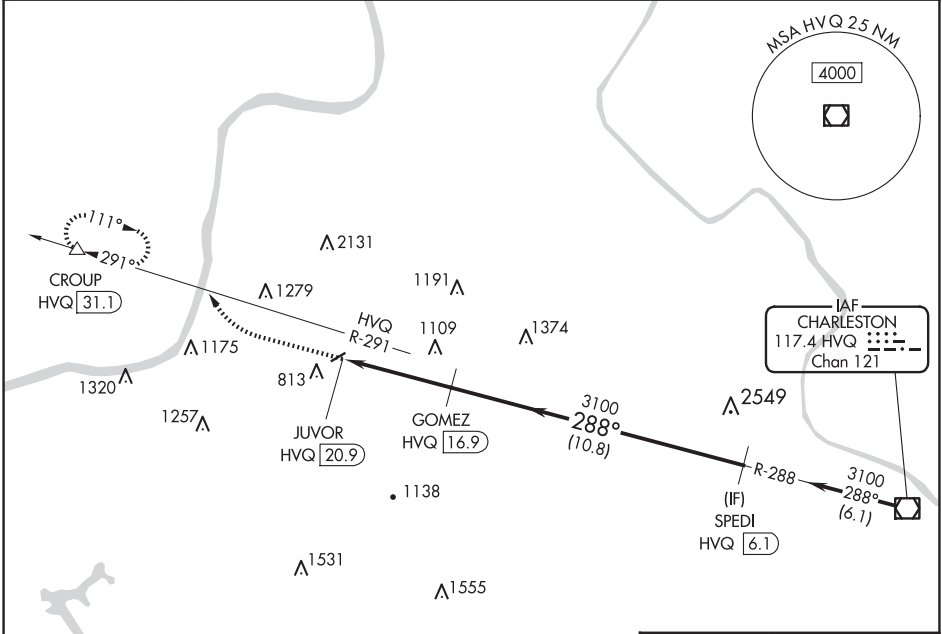 MSA HVQ 25 NM
4000
111°
291°
CROUP
HVQ 31.1
2131
1279
1191
HVQ
R-291
1109
1374
1175
1320
813
1257
JUVOR
HVQ 20.9
GOMEZ
HVQ 16.9
3100
288°
(10.8)
2549
IAF
CHARLESTON
117.4 HVQ
Chan 121
R-288
3100
288°
(6.1)
(IF)
SPEDI
HVQ 6.1
1138
1531
1555